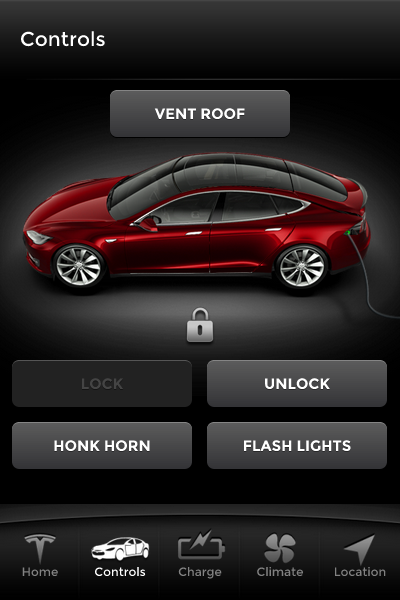 Controls
VENT ROOF
LOCK
UNLOCK
HONK HORN
FLASH LIGHTS
Home
Controls
Charge
Climate
Location